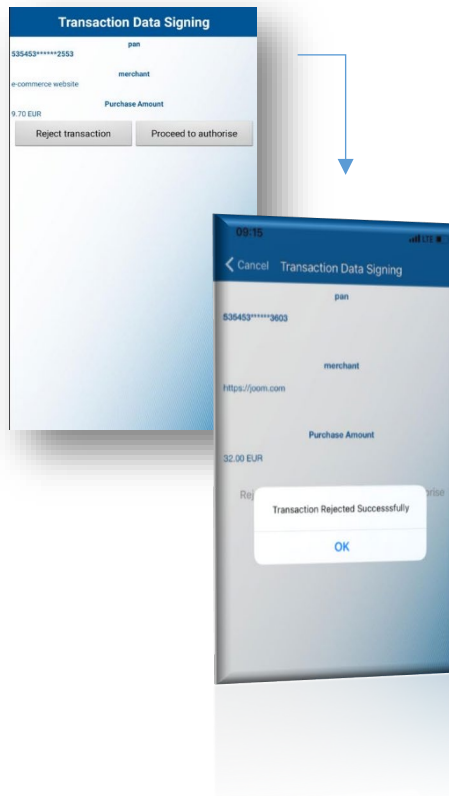 Transaction Data Signing
pan
535453******2553
merchant
e-commerce website
Purchase Amount
9.70 EUR
Reject transaction Proceed to authorise
09:15
LTE
Cancel Transaction Data Signing
pan
535453******3603
merchant
https://joom.com
Purchase Amount
32.00 EUR
Transaction Rejected Successsfully
OK